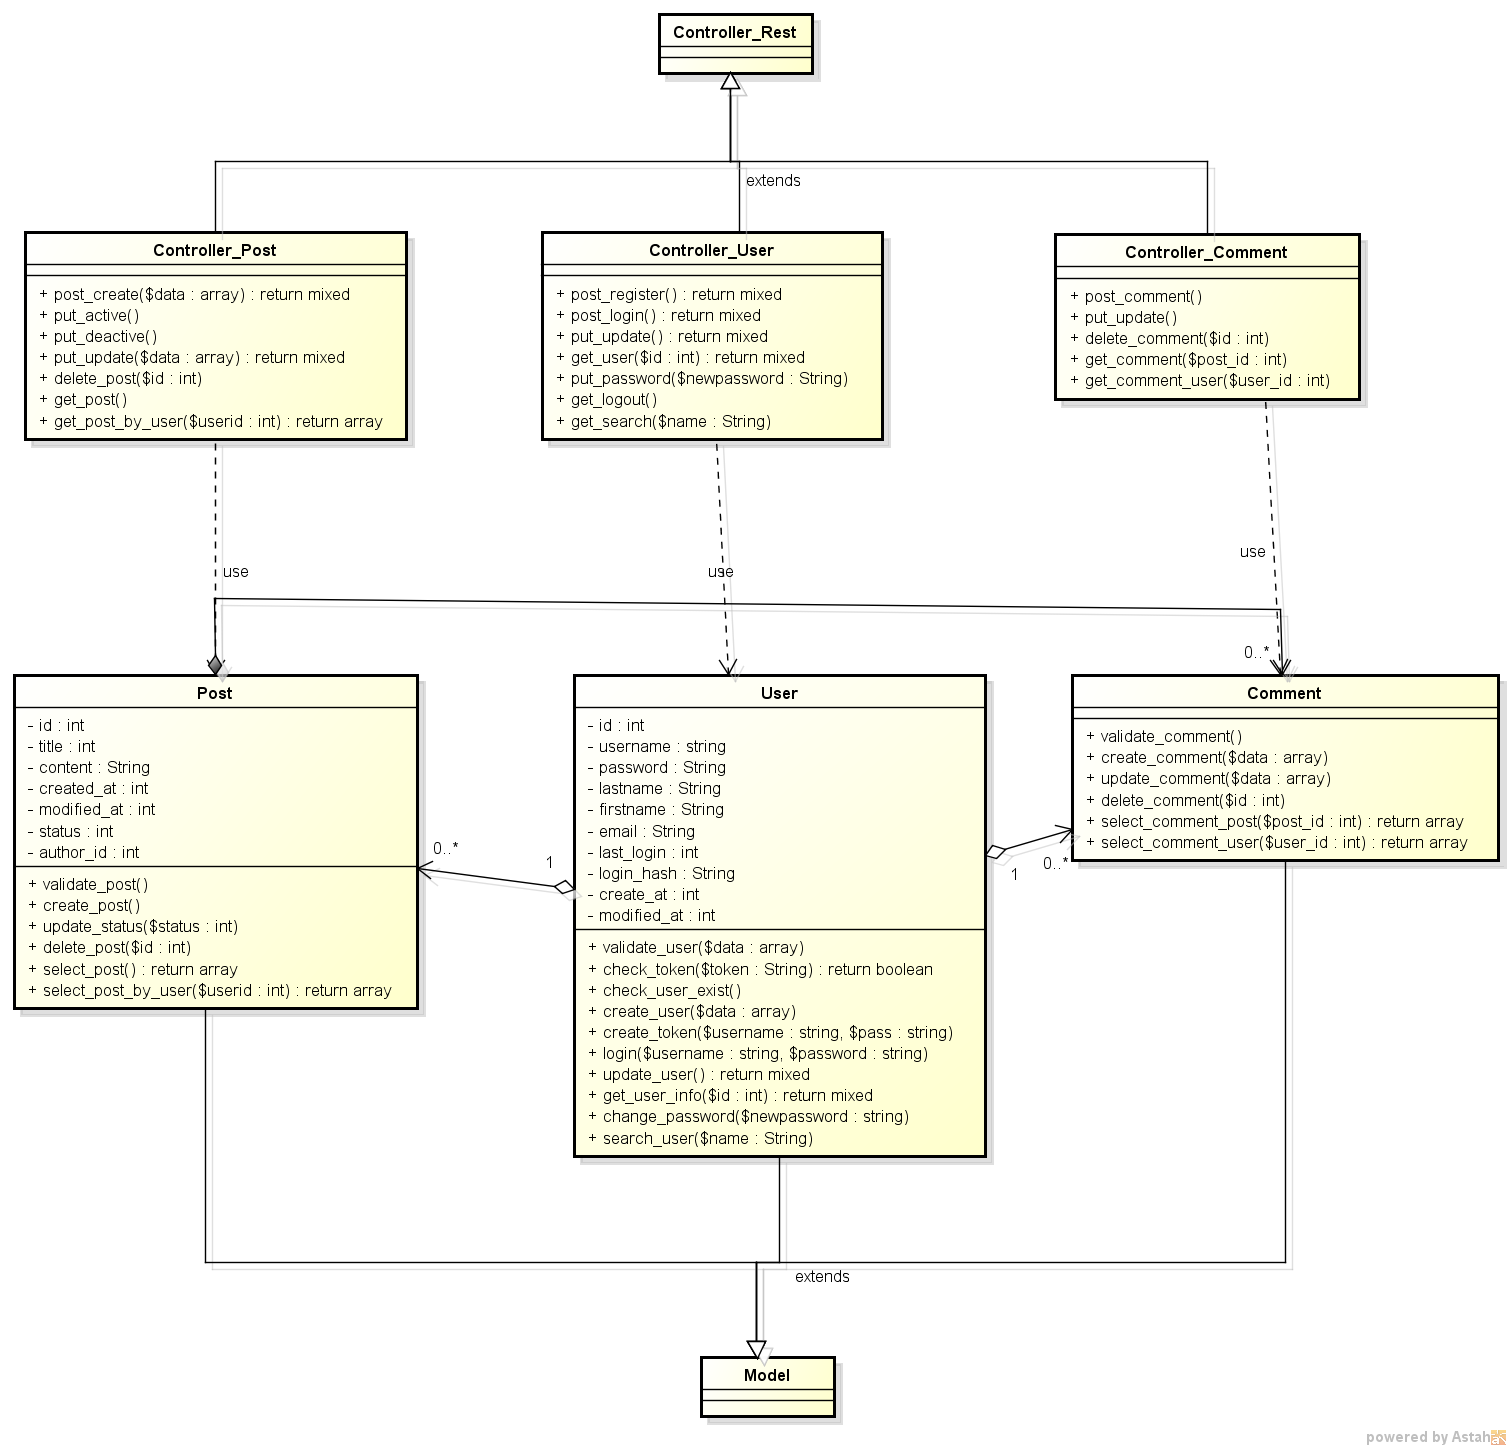 Controller_Rest
extends
Controller_Post
+ post_create($data : array) : return mixed
+ put_active()
+ put_deactive()
+ put_update($data : array) : return mixed
+ delete_post($id : int)
+ get_post()
+ get_post_by_user($userid : int) : return array
Controller_User
+ post_register() : return mixed
+ post_login() : return mixed
+ put_update() : return mixed
+ get_user($id : int) : return mixed
+ put_password($newpassword : String)
+ get_logout()
+ get_search($name : String)
Controller_Comment
+ post_comment()
+ put_update()
+ delete_comment($id : int)
+ get_comment($post_id : int)
+ get_comment_user($user_id : int)
use
use
use
0..*
Post
- id : int
- title : int
- content : String
- created_at : int
- modified_at : int
- status : int
- author_id : int
+ validate_post()
+ create_post()
+ update_status($status : int)
+ delete_post($id : int)
+ select_post() : return array
+ select_post_by_user($userid : int) : return array
0..*
1
User
- id : int
- username : string
- password : String
- lastname : String
- firstname : String
- email : String
- last_login : int
- login_hash : String
- create_at : int
- modified_at : int
+ validate_user($data : array)
+ check_token($token : String) : return boolean
+ check_user_exist()
+ create_user($data : array)
+ create_token($username : string, $pass : string)
+ login($username : string, $password : string)
+ update_user() : return mixed
+ get_user_info($id : int) : return mixed
+ change_password($newpassword : string)
+ search_user($name : String)
1
0..*
Comment
+ validate_comment()
+ create_comment($data : array)
+ update_comment($data : array)
+ delete_comment($id : int)
+ select_comment_post($post_id : int) : return array
+ select_comment_user($user_id : int) : return array
extends
Model
powered by Astah